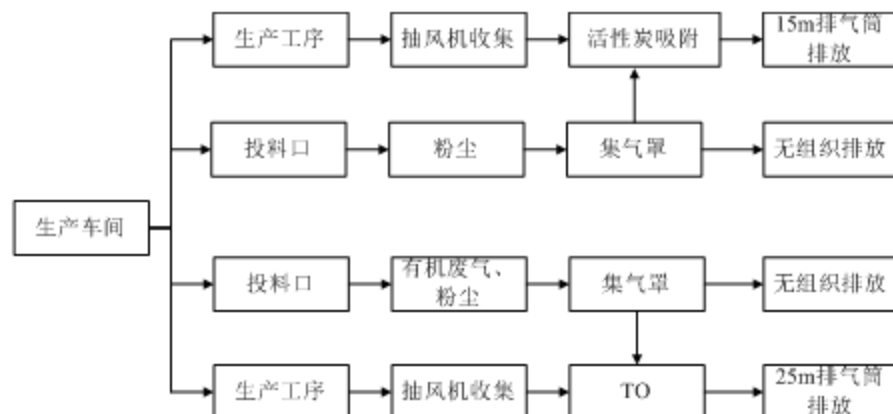 生产工序
抽风机收集
活性炭吸附
15m排气筒
排放
投料口
粉尘
集气罩
无组织排放
生产车间
投料口
有机废气、
粉尘
集气罩
无组织排放
生产工序
抽风机收集
TO
25m排气筒
排放